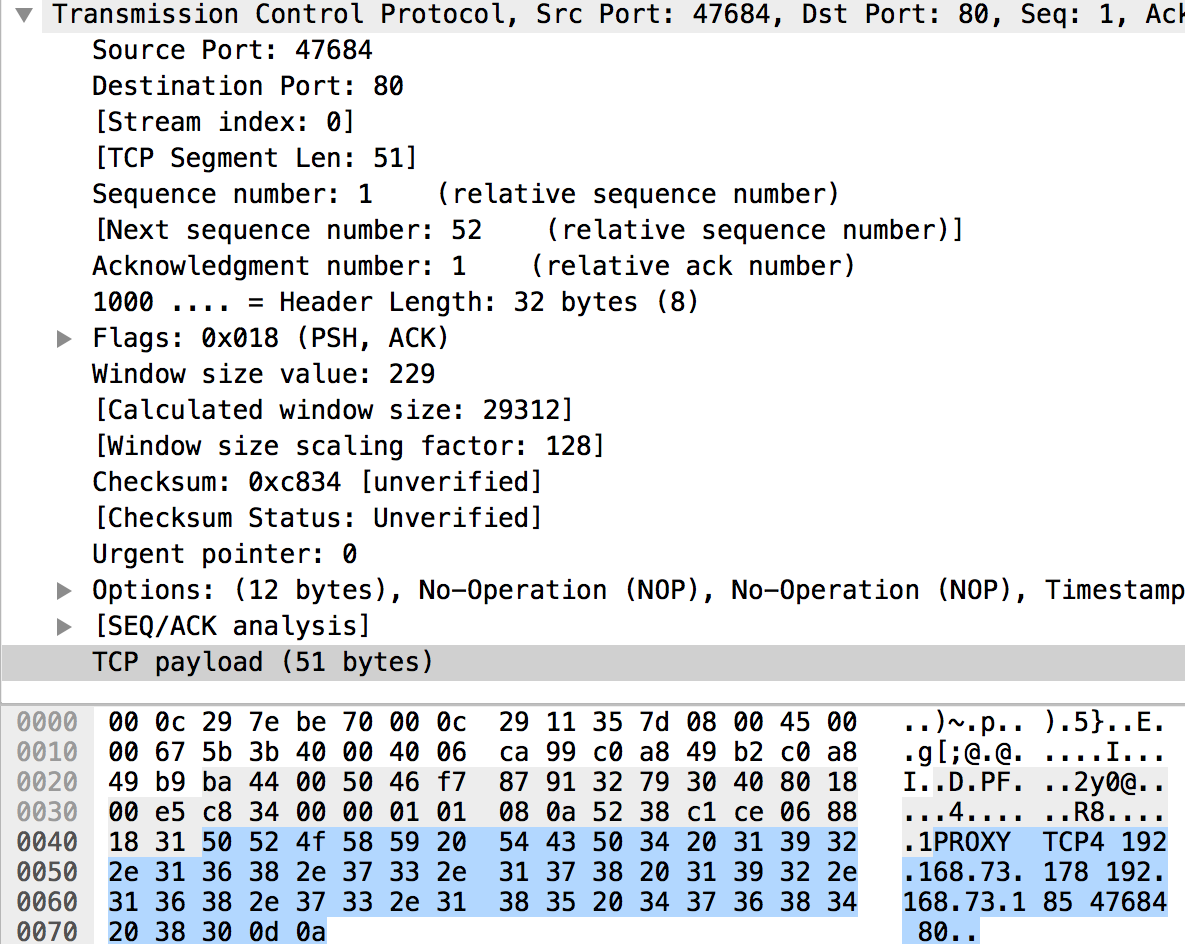 Transmission Control Protocol, Src Port: 47684, Dst Port: 80, Seq: 1, Ack
Source Port: 47684
Destination Port: 80
[Stream index: 0]
[TCP Segment Len: 51]
Sequence number: 1    (relative sequence number)
[Next sequence number: 52    (relative sequence number)]
Acknowledgment number: 1    (relative ack number)
1000 .... = Header Length: 32 bytes (8)
Flags: 0x018 (PSH, ACK)
Window size value: 229
[Calculated window size: 29312]
[Window size scaling factor: 128]
Checksum: 0xc834 [unverified]
[Checksum Status: Unverified]
Urgent pointer: 0
Options: (12 bytes), No-Operation (NOP), No-Operation (NOP), Timestamp
[SEQ/ACK analysis]
TCP payload (51 bytes)
0000 00 0c 29 7e be 70 00 0c 29 11 35 7d 08 00 45 00 ..)~.p.. ).5}..E.
0010 00 67 5b 3b 40 00 40 06 ca 99 c0 a8 49 b2 c0 a8 .g[;@.@. ....I...
0020 49 b9 ba 44 00 50 46 f7 87 91 32 79 30 40 80 18 I..D.PF. ..2y0@..
0030 00 e5 c8 34 00 00 01 01 08 0a 52 38 c1 ce 06 88 ...4.... ..R8....
0040 18 31 50 52 4f 58 59 20 54 43 50 34 20 31 39 32 .1PROXY  TCP4 192
0050 2e 31 36 38 2e 37 33 2e 31 37 38 20 31 39 32 2e .168.73. 178 192.
0060 31 36 38 2e 37 33 2e 31 38 35 20 34 37 36 38 34 168.73.1 85 47684
0070 20 38 30 0d 0a 80..